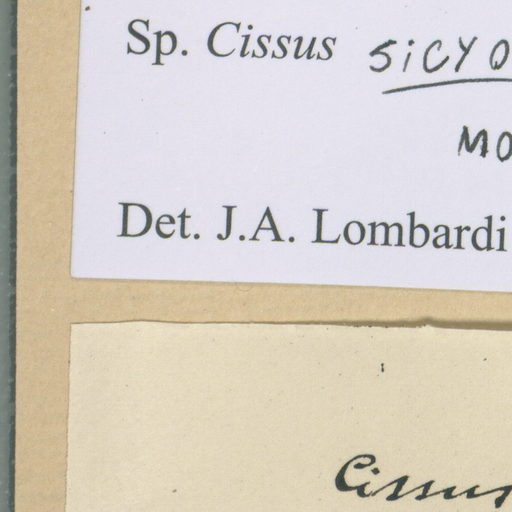 Sp. Cissus SICYO
MO
Det. J.A. Lombardi
Cissus